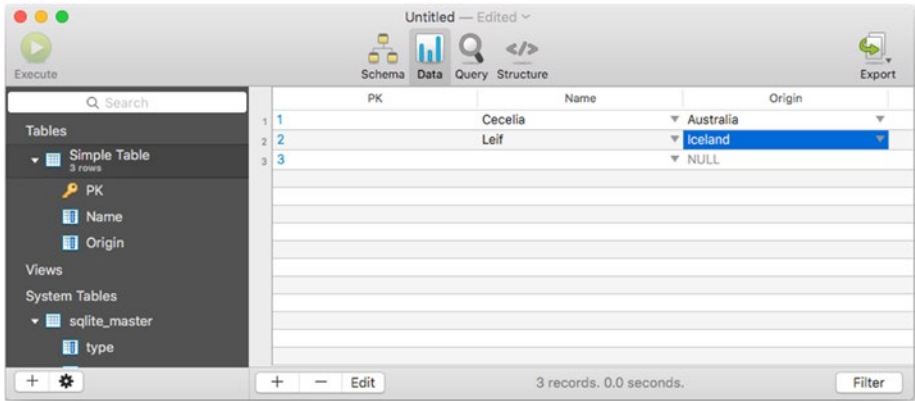 Untitled — Edited
Execute
Schema Data Query </> Structure
Export
Search
PK Name Origin
1 1 Cecelia Australia
2 2 Leif Iceland
3 3 NULL
Tables
Simple Table
3 rows
PK
Name
Origin
Views
System Tables
sqlite_master
type
+ − Edit
3 records. 0.0 seconds.
Filter